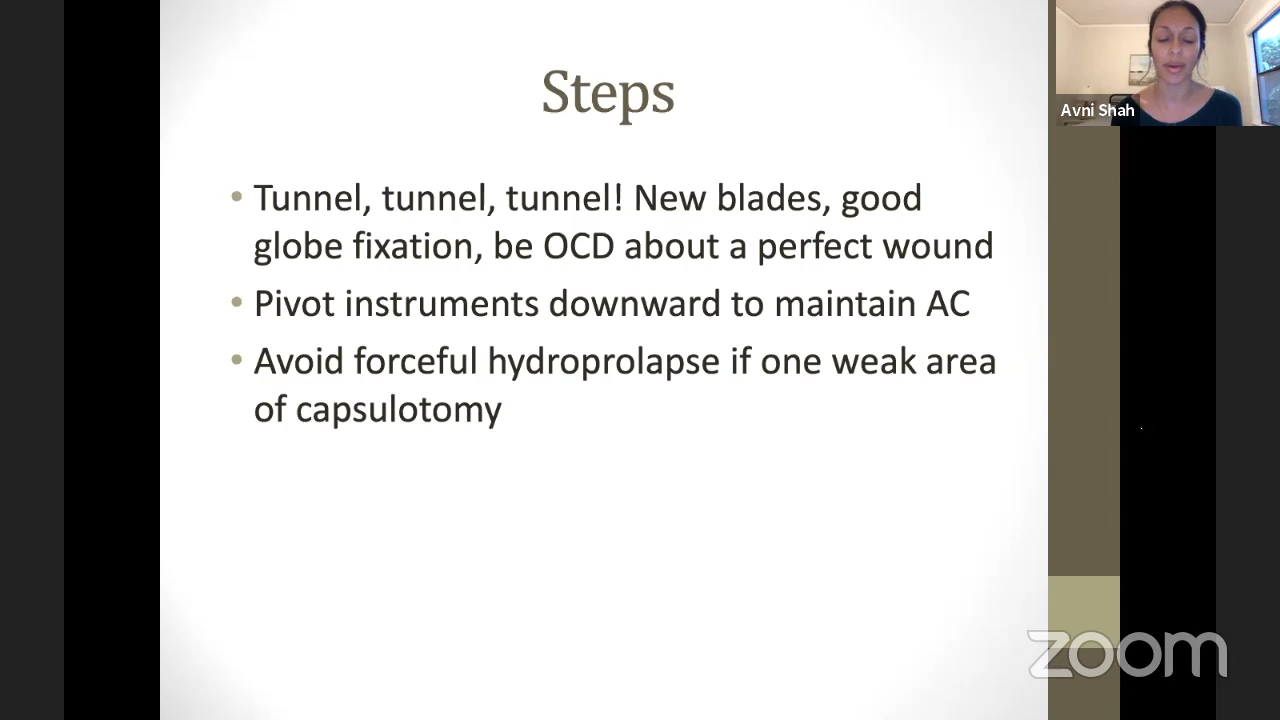 Steps
• Tunnel, tunnel, tunnel! New blades, good
globe fixation, be OCD about a perfect wound
• Pivot instruments downward to maintain AC
• Avoid forceful hydroprolapse if one weak area
of capsulotomy
Avni Shah
zoom